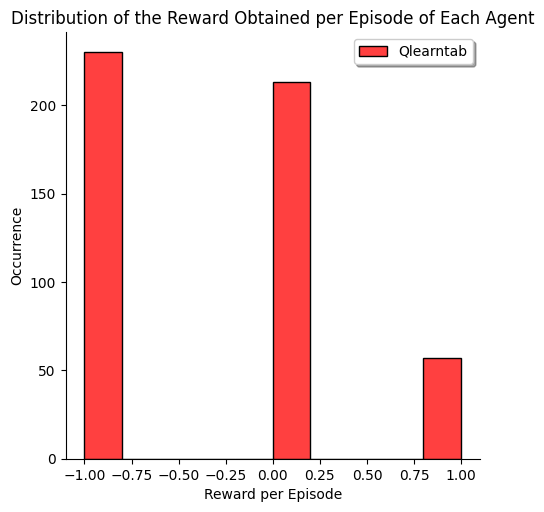 Distribution of the Reward Obtained per Episode of Each Agent
Qlearntab
200
150
100
50
0
Occurrence
−1.00 −0.75 −0.50 −0.25 0.00 0.25 0.50 0.75 1.00
Reward per Episode